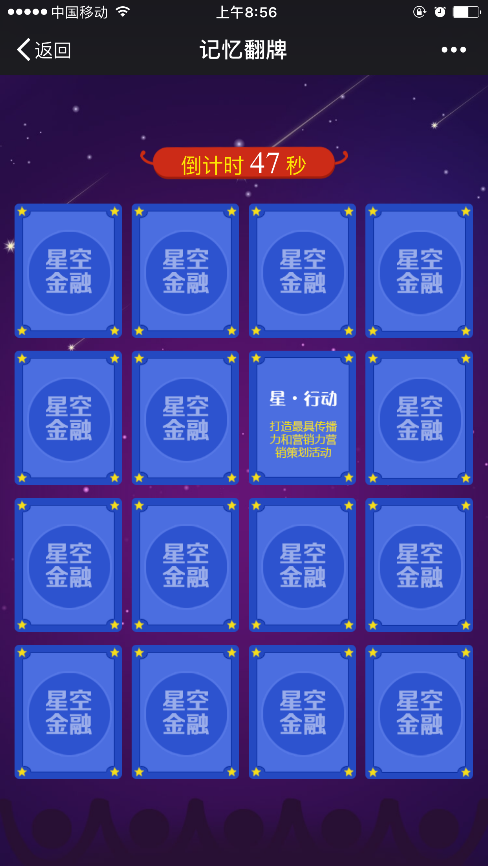 中国移动 上午8:56
返回 记忆翻牌
倒计时 47 秒
星空 星空 星空 星空
金融 金融 金融 金融
星空 星空 星·行动 星空
金融 金融 打造最具传播 金融
力和营销力营
销策划活动
星空 星空 星空 星空
金融 金融 金融 金融
星空 星空 星空 星空
金融 金融 金融 金融